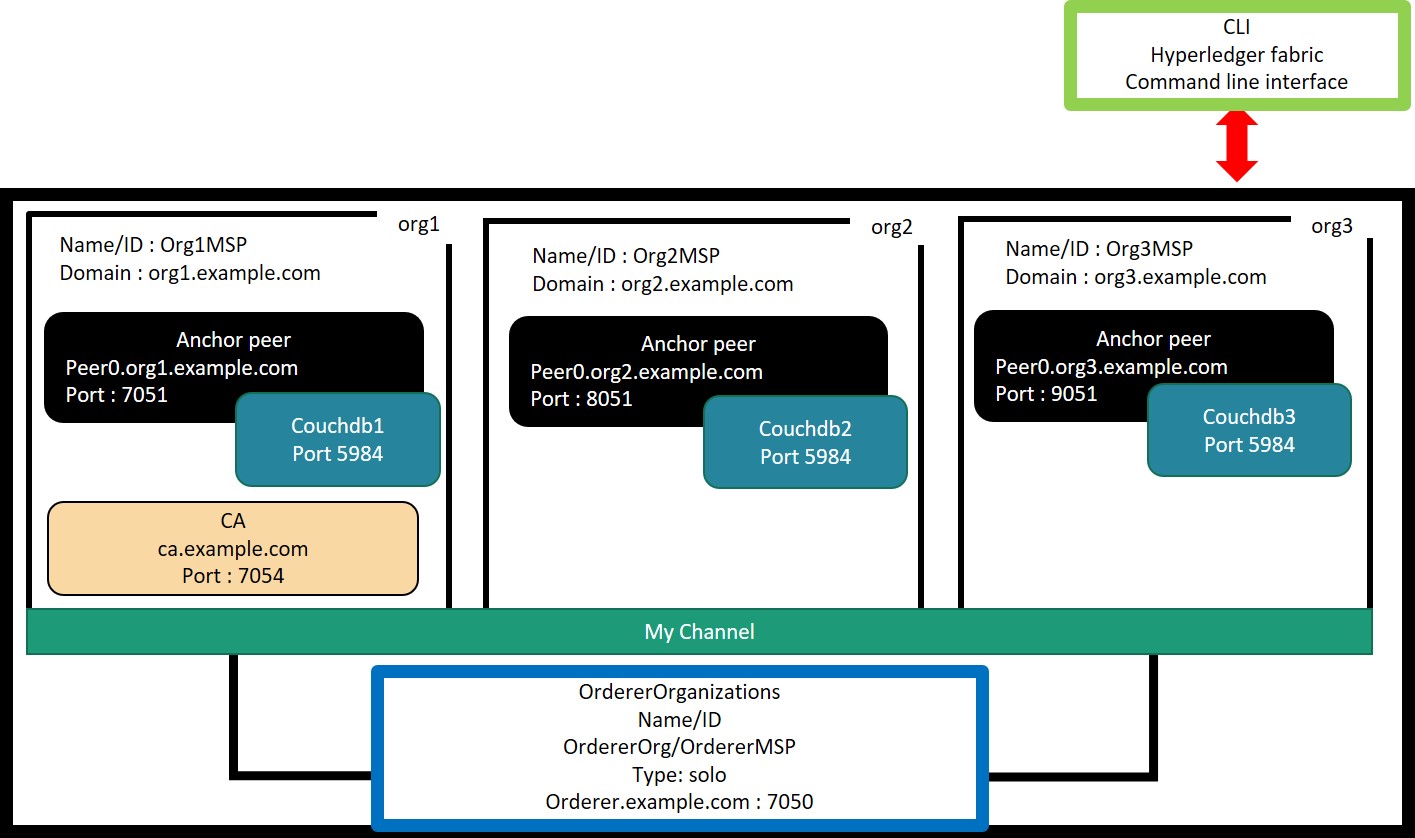 CLI
Hyperledger fabric
Command line interface
org1
Name/ID : Org1MSP
Domain : org1.example.com
Anchor peer
Peer0.org1.example.com
Port : 7051
Couchdb1
Port 5984
CA
ca.example.com
Port : 7054
org2
Name/ID : Org2MSP
Domain : org2.example.com
Anchor peer
Peer0.org2.example.com
Port : 8051
Couchdb2
Port 5984
org3
Name/ID : Org3MSP
Domain : org3.example.com
Anchor peer
Peer0.org3.example.com
Port : 9051
Couchdb3
Port 5984
My Channel
OrdererOrganizations
Name/ID
OrdererOrg/OrdererMSP
Type: solo
Orderer.example.com : 7050